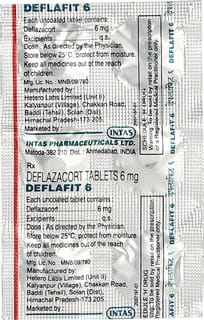 DEFLAFIT 6
Each uncoated tablet contains
Deflazacort ........................ 6 mg
Excipients ........................ q.s.
Dose : As directed by the Physician.
Store below 25°C, protect from moisture.
Keep all medicines out of the reach
of children.
Mfg. Lic. No.: MNB/09/780
Manufactured by :
Hetero Labs Limited (Unit II)
Kalyanpur (Village), Chakkan Road,
Baddi (Tehsil), Solan (Dist),
Himachal Pradesh-173 205.
Marketed by :
INTAS
INTAS PHARMACEUTICALS LTD.
Matoda-382 210, Dist.: Ahmedabad, INDIA
Rx
DEFLAZACORT TABLETS 6 mg
DEFLAFIT 6
Each uncoated tablet contains:
Deflazacort ........................ 6 mg
Excipients ........................ q.s.
Dose : As directed by the Physician.
Store below 25°C, protect from moisture.
Keep all medicines out of the reach
of children.
Mfg. Lic. No.: MNB/09/780
Manufactured by :
Hetero Labs Limited (Unit II)
Kalyanpur (Village), Chakkan Road,
Baddi (Tehsil), Solan (Dist),
Himachal Pradesh-173 205.
Marketed by :
INTAS
DEFLAFIT 6